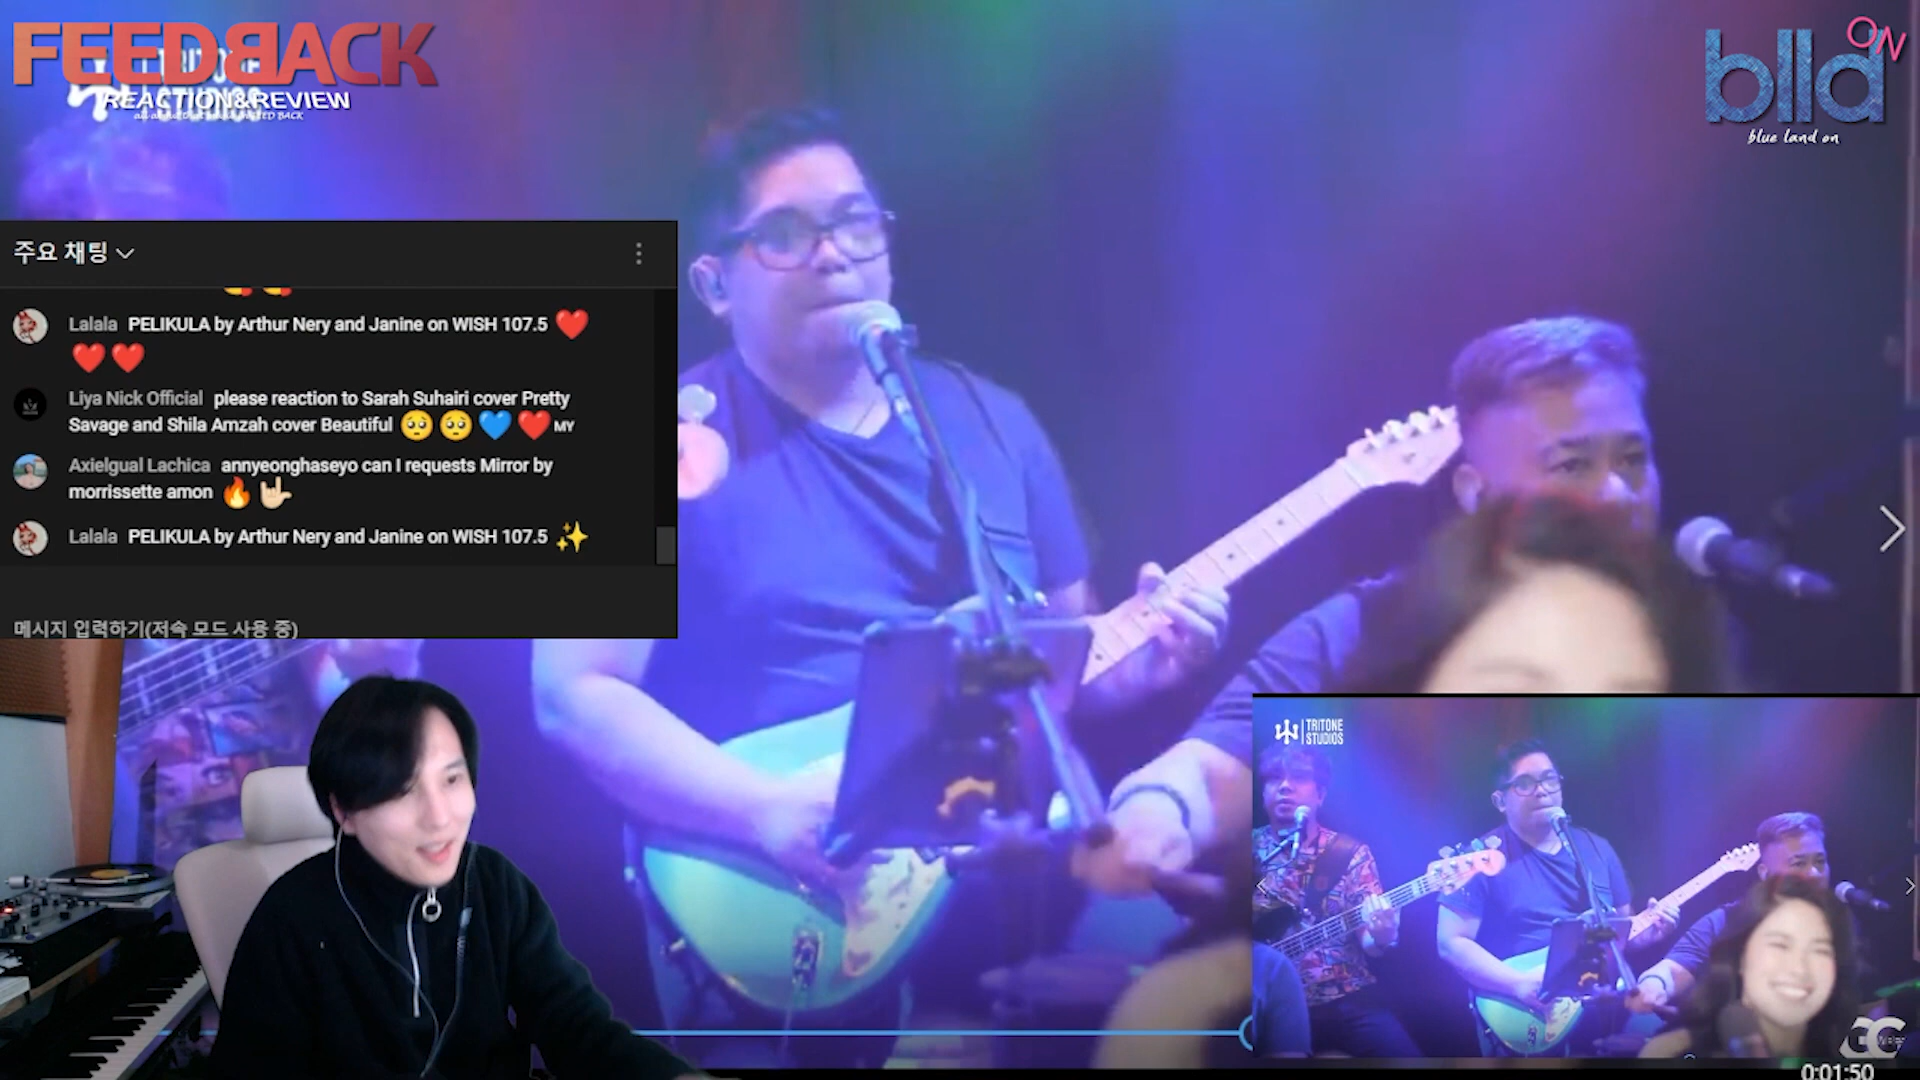 FEEDBACK
REACTION&REVIEW
TRITONE
STUDIOS
ON
blld
blue land on
주요 채팅
Lalala PELIKULA by Arthur Nery and Janine on WISH 107.5 ❤️
❤️❤️
Liya Nick Official please reaction to Sarah Suhairi cover Pretty
Savage and Shila Amzah cover Beautiful 🥺🥺💙❤️MY
Axielgual Lachica annyeonghaseyo can I requests Mirror by
morrissette amon 🔥🤟🏻
Lalala PELIKULA by Arthur Nery and Janine on WISH 107.5 ✨
메시지 입력하기(저속 모드 사용 중)
TRITONE
STUDIOS
GC
0:01:50